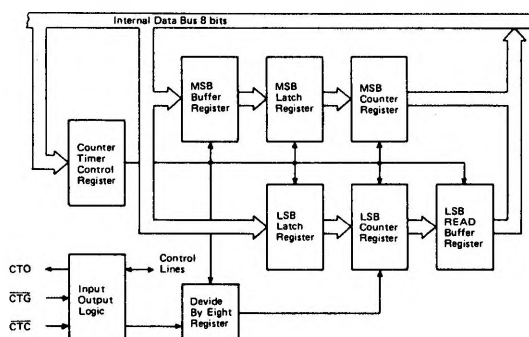 Internal Data Bus 8 bits
MSB
Buffer
Register
MSB
Latch
Register
MSB
Counter
Register
Counter
Timer
Control
Register
LSB
Latch
Register
LSB
Counter
Register
LSB
READ
Buffer
Register
CTO
CTG
CTC
Input
Output
Logic
Control
Lines
Devide
By Eight
Register